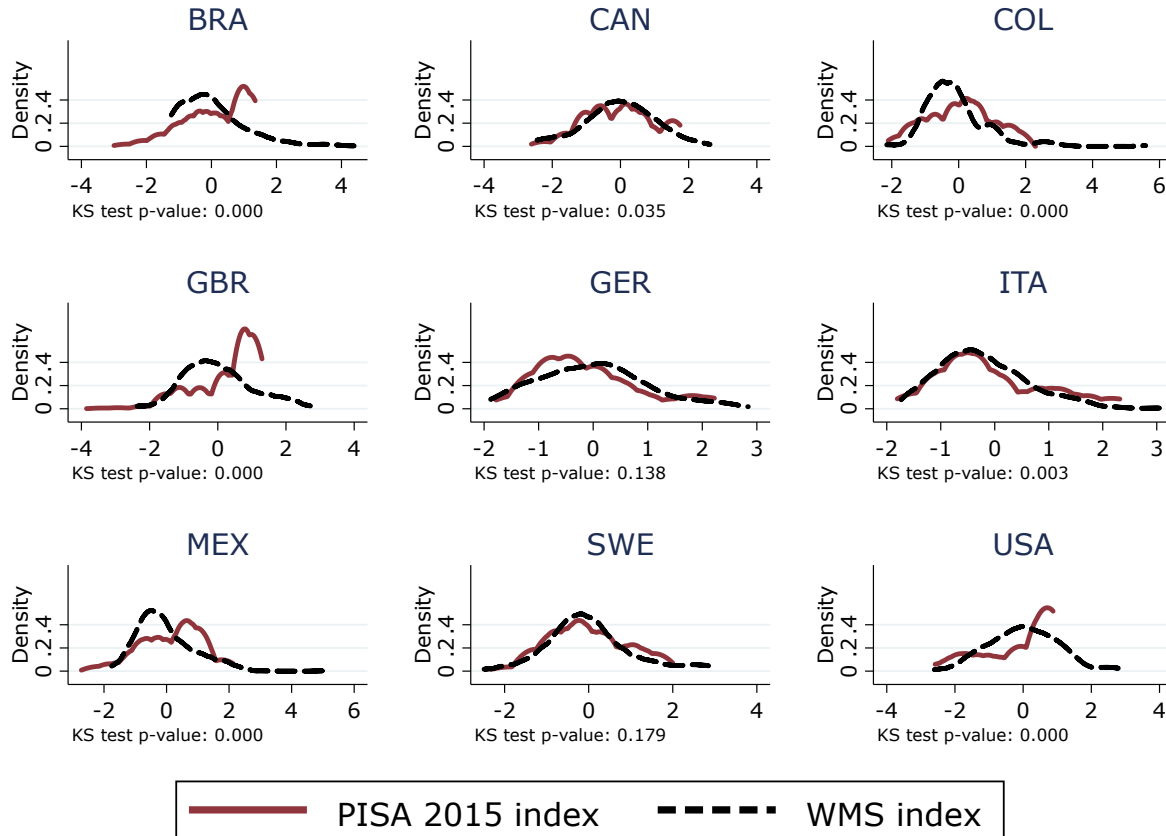 BRA CAN COL
Density Density Density
0 .2 .4 0 .2 .4 0 .2 .4
-4 -2 0 2 4 -4 -2 0 2 4 -2 0 2 4 6
KS test p-value: 0.000 KS test p-value: 0.035 KS test p-value: 0.000
GBR GER ITA
Density Density Density
0 .2 .4 0 .2 .4 0 .2 .4
-4 -2 0 2 4 -2 -1 0 1 2 3 -2 -1 0 1 2 3
KS test p-value: 0.000 KS test p-value: 0.138 KS test p-value: 0.003
MEX SWE USA
Density Density Density
0 .2 .4 0 .2 .4 0 .2 .4
-2 0 2 4 6 -2 0 2 4 -4 -2 0 2 4
KS test p-value: 0.000 KS test p-value: 0.179 KS test p-value: 0.000
PISA 2015 index WMS index